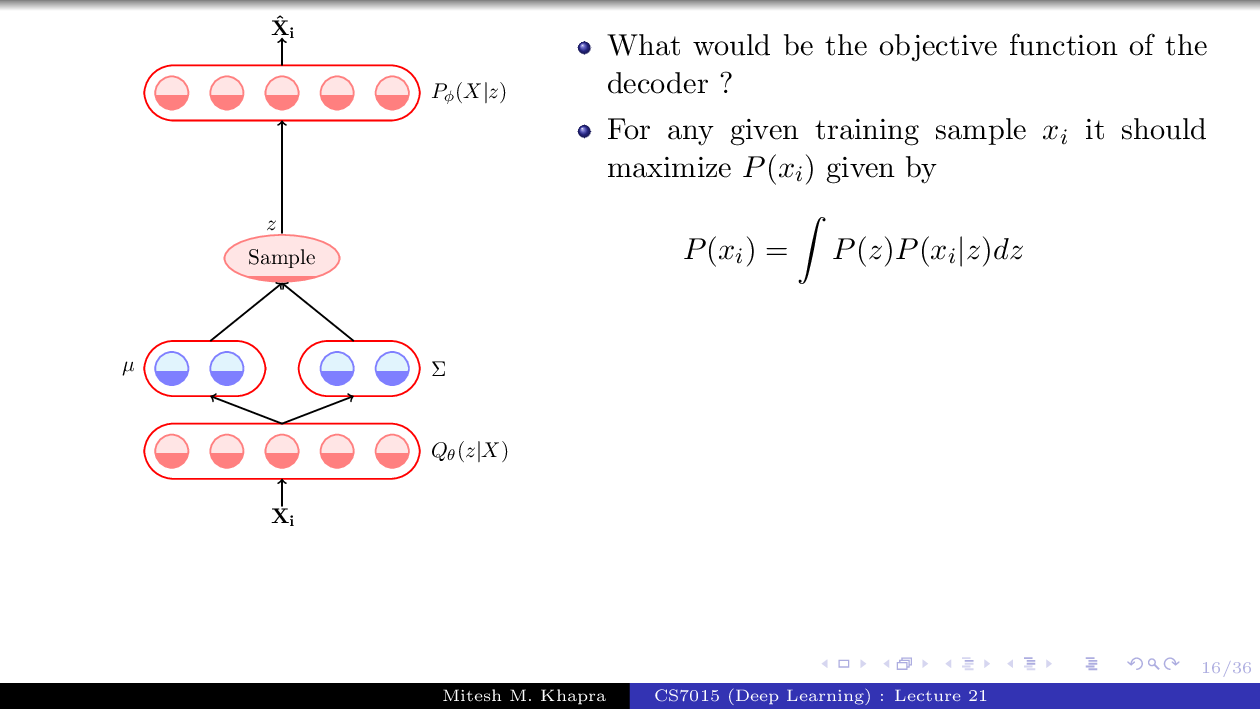 X̂ᵢ
P_ϕ(X|z)
z
Sample
μ
Σ
Q_θ(z|X)
Xᵢ
What would be the objective function of the
decoder ?
For any given training sample xᵢ it should
maximize P(xᵢ) given by
P(xᵢ) = ∫ P(z)P(xᵢ|z)dz
16/36
Mitesh M. Khapra
CS7015 (Deep Learning) : Lecture 21